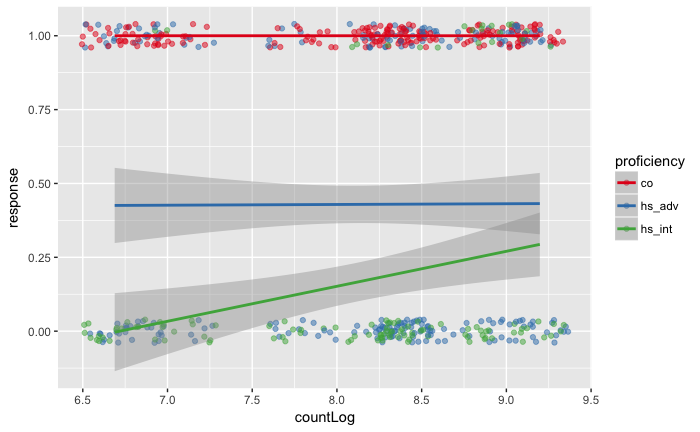 1.00
0.75
0.50
0.25
0.00
response
6.5 7.0 7.5 8.0 8.5 9.0 9.5
countLog
proficiency
co
hs_adv
hs_int